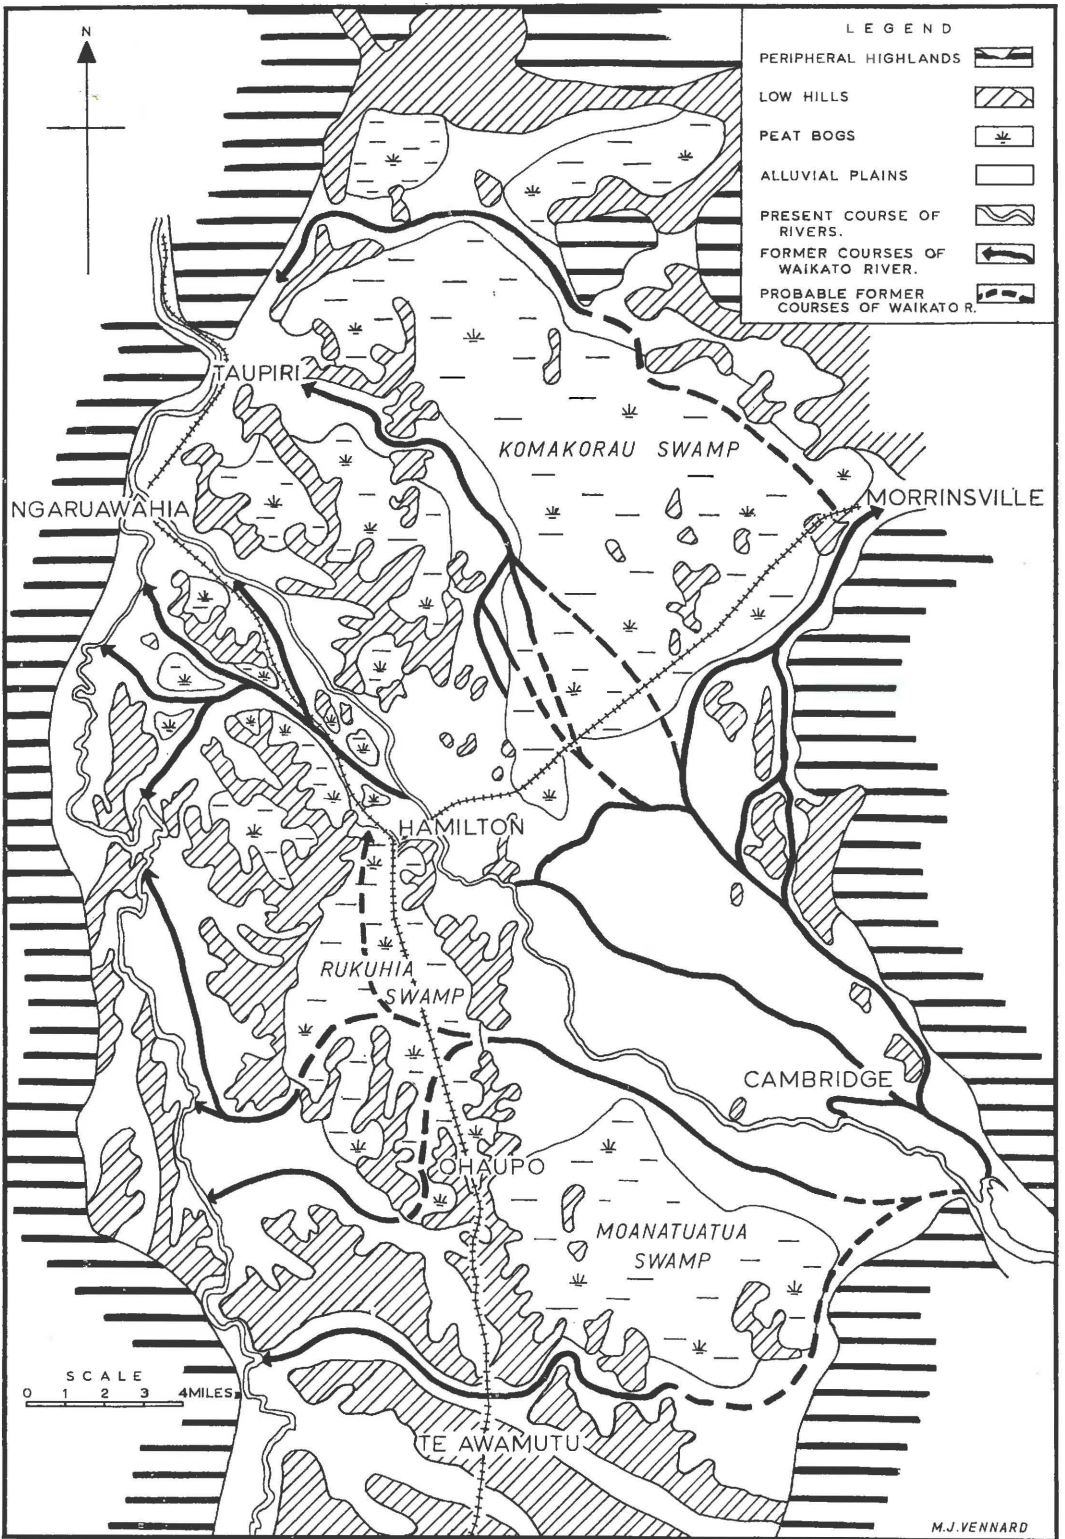 N
LEGEND
PERIPHERAL HIGHLANDS
LOW HILLS
PEAT BOGS
ALLUVIAL PLAINS
PRESENT COURSE OF
RIVERS.
FORMER COURSES OF
WAIKATO RIVER.
PROBABLE FORMER
COURSES OF WAIKATO R.
TAUPIRI
KOMAKORAU SWAMP
NGARUAWAHIA
MORRINSVILLE
HAMILTON
RUKUHIA
SWAMP
CAMBRIDGE
OHAUPO
MOANATUATUA
SWAMP
SCALE
0 1 2 3 4 MILES
TE AWAMUTU
M.J. VENNARD